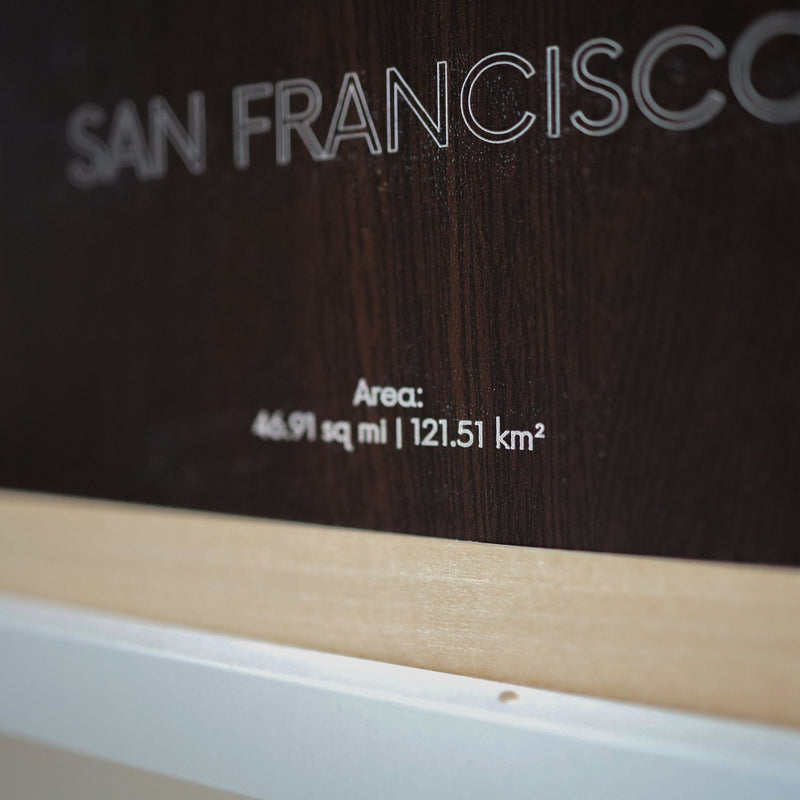 SAN FRANCISCO
Area:
46.91 sq mi | 121.51 km²